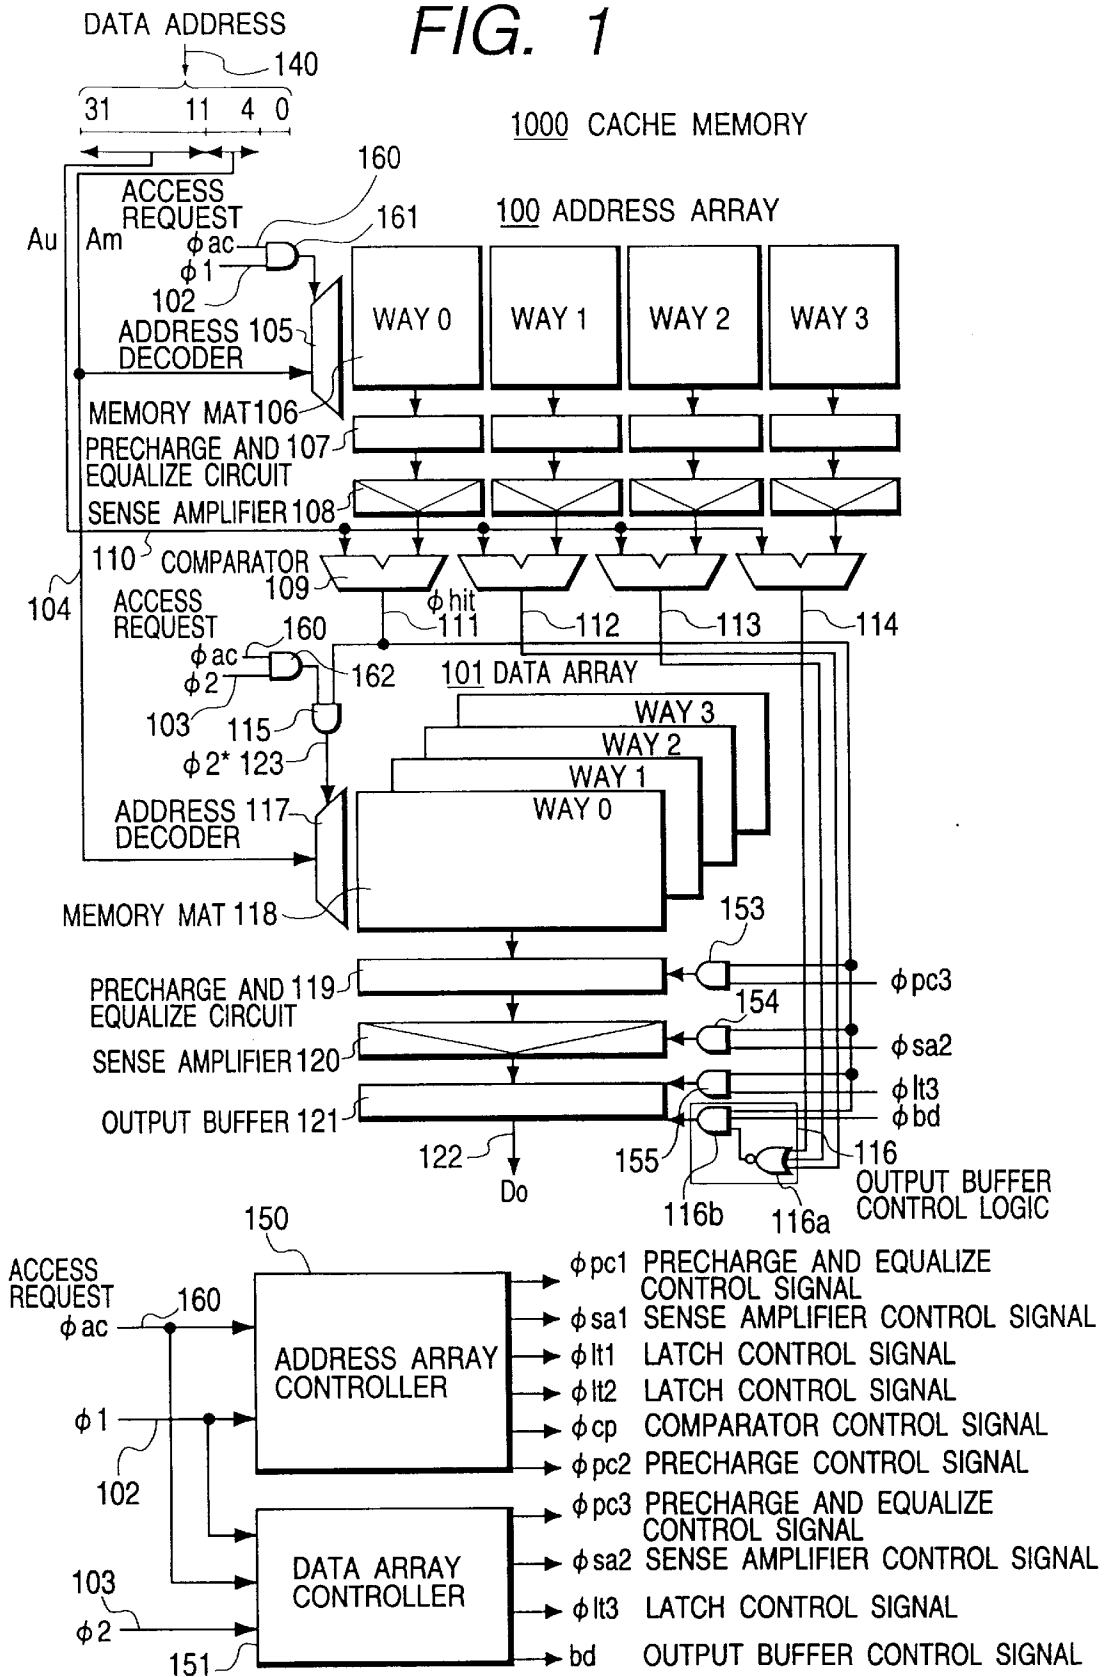 FIG. 1
DATA ADDRESS
140
31 11 4 0
1000 CACHE MEMORY
160
ACCESS
REQUEST
100 ADDRESS ARRAY
161
Au Am
ϕac
ϕ1
102
WAY 0 WAY 1 WAY 2 WAY 3
ADDRESS 105
DECODER
MEMORY MAT 106
PRECHARGE AND 107
EQUALIZE CIRCUIT
SENSE AMPLIFIER 108
110 COMPARATOR
109
104
ϕhit
111 112 113 114
ACCESS
REQUEST
160
ϕac
162
ϕ2
103
115
101 DATA ARRAY
WAY 3
WAY 2
WAY 1
WAY 0
ϕ2* 123
ADDRESS 117
DECODER
MEMORY MAT 118
153
PRECHARGE AND 119
EQUALIZE CIRCUIT
ϕpc3
154
SENSE AMPLIFIER 120
ϕsa2
ϕlt3
OUTPUT BUFFER 121
ϕbd
122
155
116
Do
116b
116a
OUTPUT BUFFER
CONTROL LOGIC
150
ACCESS
REQUEST
160
ϕac
ADDRESS ARRAY
CONTROLLER
ϕ1
102
ϕpc1 PRECHARGE AND EQUALIZE
CONTROL SIGNAL
ϕsa1 SENSE AMPLIFIER CONTROL SIGNAL
ϕlt1 LATCH CONTROL SIGNAL
ϕlt2 LATCH CONTROL SIGNAL
ϕcp COMPARATOR CONTROL SIGNAL
ϕpc2 PRECHARGE CONTROL SIGNAL
DATA ARRAY
CONTROLLER
103
ϕ2
151
ϕpc3 PRECHARGE AND EQUALIZE
CONTROL SIGNAL
ϕsa2 SENSE AMPLIFIER CONTROL SIGNAL
ϕlt3 LATCH CONTROL SIGNAL
bd OUTPUT BUFFER CONTROL SIGNAL